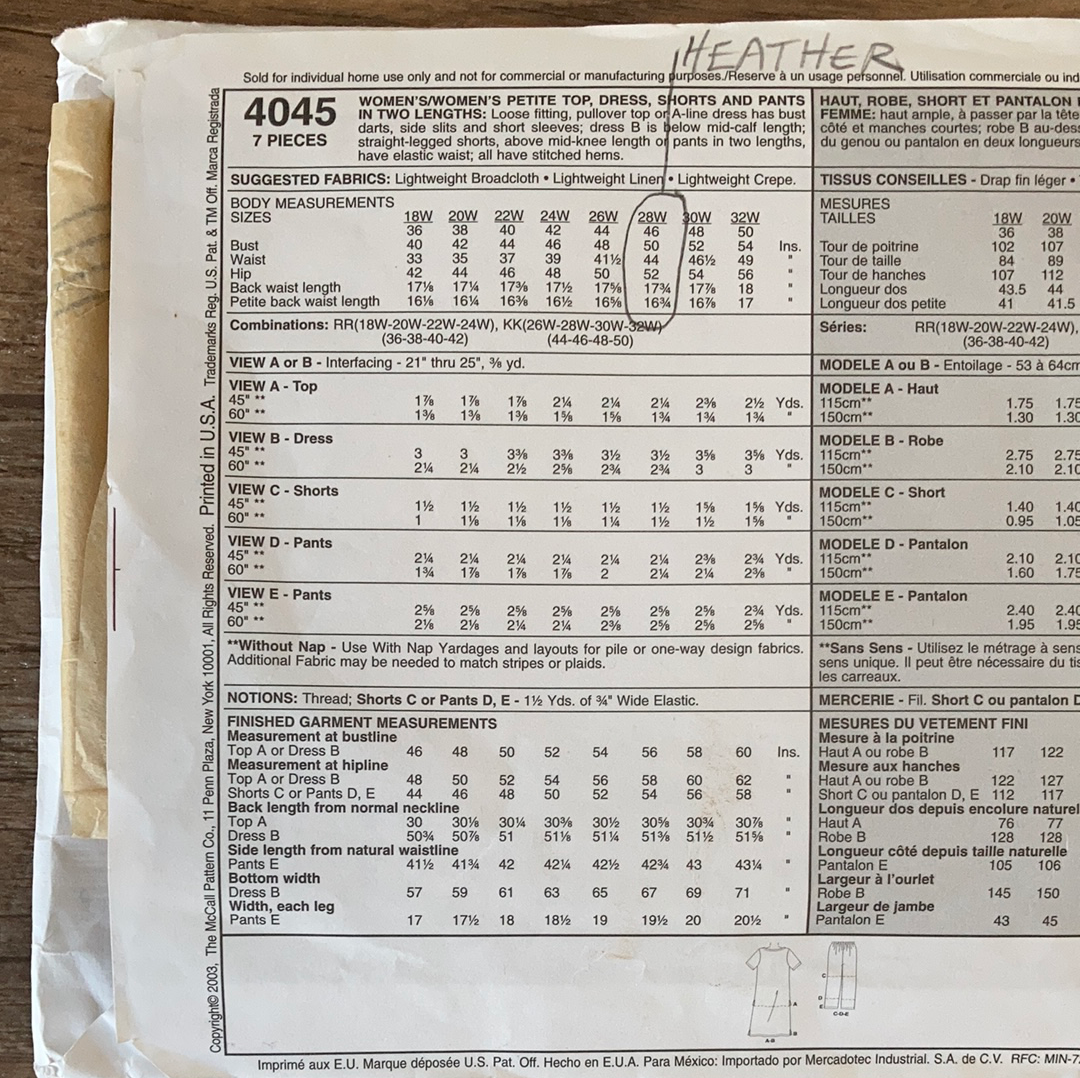 HEATHER
Sold for individual home use only and not for commercial or manufacturing purposes./Reserve à un usage personnel. Utilisation commerciale ou ind
4045
7 PIECES
WOMEN'S/WOMEN'S PETITE TOP, DRESS, SHORTS AND PANTS
IN TWO LENGTHS: Loose fitting, pullover top or A-line dress has bust
darts, side slits and short sleeves; dress B is below mid-calf length;
straight-legged shorts, above mid-knee length or pants in two lengths,
have elastic waist; all have stitched hems.
SUGGESTED FABRICS: Lightweight Broadcloth • Lightweight Linen • Lightweight Crepe.
BODY MEASUREMENTS
SIZES 18W 20W 22W 24W 26W 28W 30W 32W
36 38 40 42 44 46 48 50
Bust 40 42 44 46 48 50 52 54 Ins.
Waist 33 35 37 39 41½ 44 46½ 49 "
Hip 42 44 46 48 50 52 54 56 "
Back waist length 17⅛ 17¼ 17⅜ 17½ 17⅝ 17¾ 17⅞ 18 "
Petite back waist length 16⅛ 16¼ 16⅜ 16½ 16⅝ 16¾ 16⅞ 17 "
Combinations: RR(18W-20W-22W-24W), KK(26W-28W-30W-32W)
(36-38-40-42) (44-46-48-50)
VIEW A or B - Interfacing - 21" thru 25", ⅜ yd.
VIEW A - Top
45" ** 1⅞ 1⅞ 1⅞ 2¼ 2¼ 2¼ 2⅜ 2½ Yds.
60" ** 1⅜ 1⅜ 1⅜ 1⅝ 1⅝ 1¾ 1¾ 1¾ "
VIEW B - Dress
45" ** 3 3 3⅜ 3⅜ 3½ 3½ 3⅝ 3⅝ Yds.
60" ** 2¼ 2¼ 2½ 2⅝ 2¾ 2¾ 3 3 "
VIEW C - Shorts
45" ** 1½ 1½ 1½ 1½ 1½ 1½ 1⅝ 1⅝ Yds.
60" ** 1 1⅛ 1⅛ 1⅛ 1¼ 1½ 1½ 1⅝ "
VIEW D - Pants
45" ** 2¼ 2¼ 2¼ 2¼ 2¼ 2¼ 2⅜ 2¾ Yds.
60" ** 1¾ 1⅞ 1⅞ 1⅞ 2 2¼ 2¼ 2⅜ "
VIEW E - Pants
45" ** 2⅝ 2⅝ 2⅝ 2⅝ 2⅝ 2⅝ 2⅝ 2¾ Yds.
60" ** 2⅛ 2⅛ 2¼ 2¼ 2⅜ 2⅝ 2⅝ 2⅝ "
**Without Nap - Use With Nap Yardages and layouts for pile or one-way design fabrics.
Additional Fabric may be needed to match stripes or plaids.
NOTIONS: Thread; Shorts C or Pants D, E - 1½ Yds. of ¾" Wide Elastic.
FINISHED GARMENT MEASUREMENTS
Measurement at bustline
Top A or Dress B 46 48 50 52 54 56 58 60 Ins.
Measurement at hipline
Top A or Dress B 48 50 52 54 56 58 60 62 "
Shorts C or Pants D, E 44 46 48 50 52 54 56 58 "
Back length from normal neckline
Top A 30 30⅛ 30¼ 30⅜ 30½ 30⅝ 30¾ 30⅞ "
Dress B 50¾ 50⅞ 51 51⅛ 51¼ 51⅜ 51½ 51⅝ "
Side length from natural waistline
Pants E 41½ 41¾ 42 42¼ 42½ 42¾ 43 43¼ "
Bottom width
Dress B 57 59 61 63 65 67 69 71 "
Width, each leg
Pants E 17 17½ 18 18½ 19 19½ 20 20½ "
HAUT, ROBE, SHORT ET PANTALON
FEMME: haut ample, à passer par la tête
côté et manches courtes; robe B au-dess
du genou ou pantalon en deux longueurs
TISSUS CONSEILLES - Drap fin léger •
MESURES
TAILLES 18W 20W
36 38
Tour de poitrine 102 107
Tour de taille 84 89
Tour de hanches 107 112
Longueur dos 43.5 44
Longueur dos petite 41 41.5
Séries: RR(18W-20W-22W-24W),
(36-38-40-42)
MODELE A ou B - Entoilage - 53 à 64cm
MODELE A - Haut
115cm** 1.75 1.75
150cm** 1.30 1.30
MODELE B - Robe
115cm** 2.75 2.75
150cm** 2.10 2.10
MODELE C - Short
115cm** 1.40 1.40
150cm** 0.95 1.05
MODELE D - Pantalon
115cm** 2.10 2.10
150cm** 1.60 1.75
MODELE E - Pantalon
115cm** 2.40 2.40
150cm** 1.95 1.95
**Sans Sens - Utilisez le métrage à sens
sens unique. Il peut être nécessaire du tis
les carreaux.
MERCERIE - Fil. Short C ou pantalon D
MESURES DU VETEMENT FINI
Mesure à la poitrine
Haut A ou robe B 117 122
Mesure aux hanches
Haut A ou robe B 122 127
Short C ou pantalon D, E 112 117
Longueur dos depuis encolure naturel
Haut A 76 77
Robe B 128 128
Longueur côté depuis taille naturelle
Pantalon E 105 106
Largeur à l'ourlet
Robe B 145 150
Largeur de jambe
Pantalon E 43 45
A
B
A-B
C
D
E
C-D-E
Copyright© 2003, The McCall Pattern Co., 11 Penn Plaza, New York 10001, All Rights Reserved. Printed in U.S.A. Trademarks Reg. U.S. Pat. & TM Off. Marca Registrada
Imprimé aux E.U. Marque déposée U.S. Pat. Off. Hecho en E.U.A. Para México: Importado por Mercadotec Industrial. S.A. de C.V. RFC: MIN-7